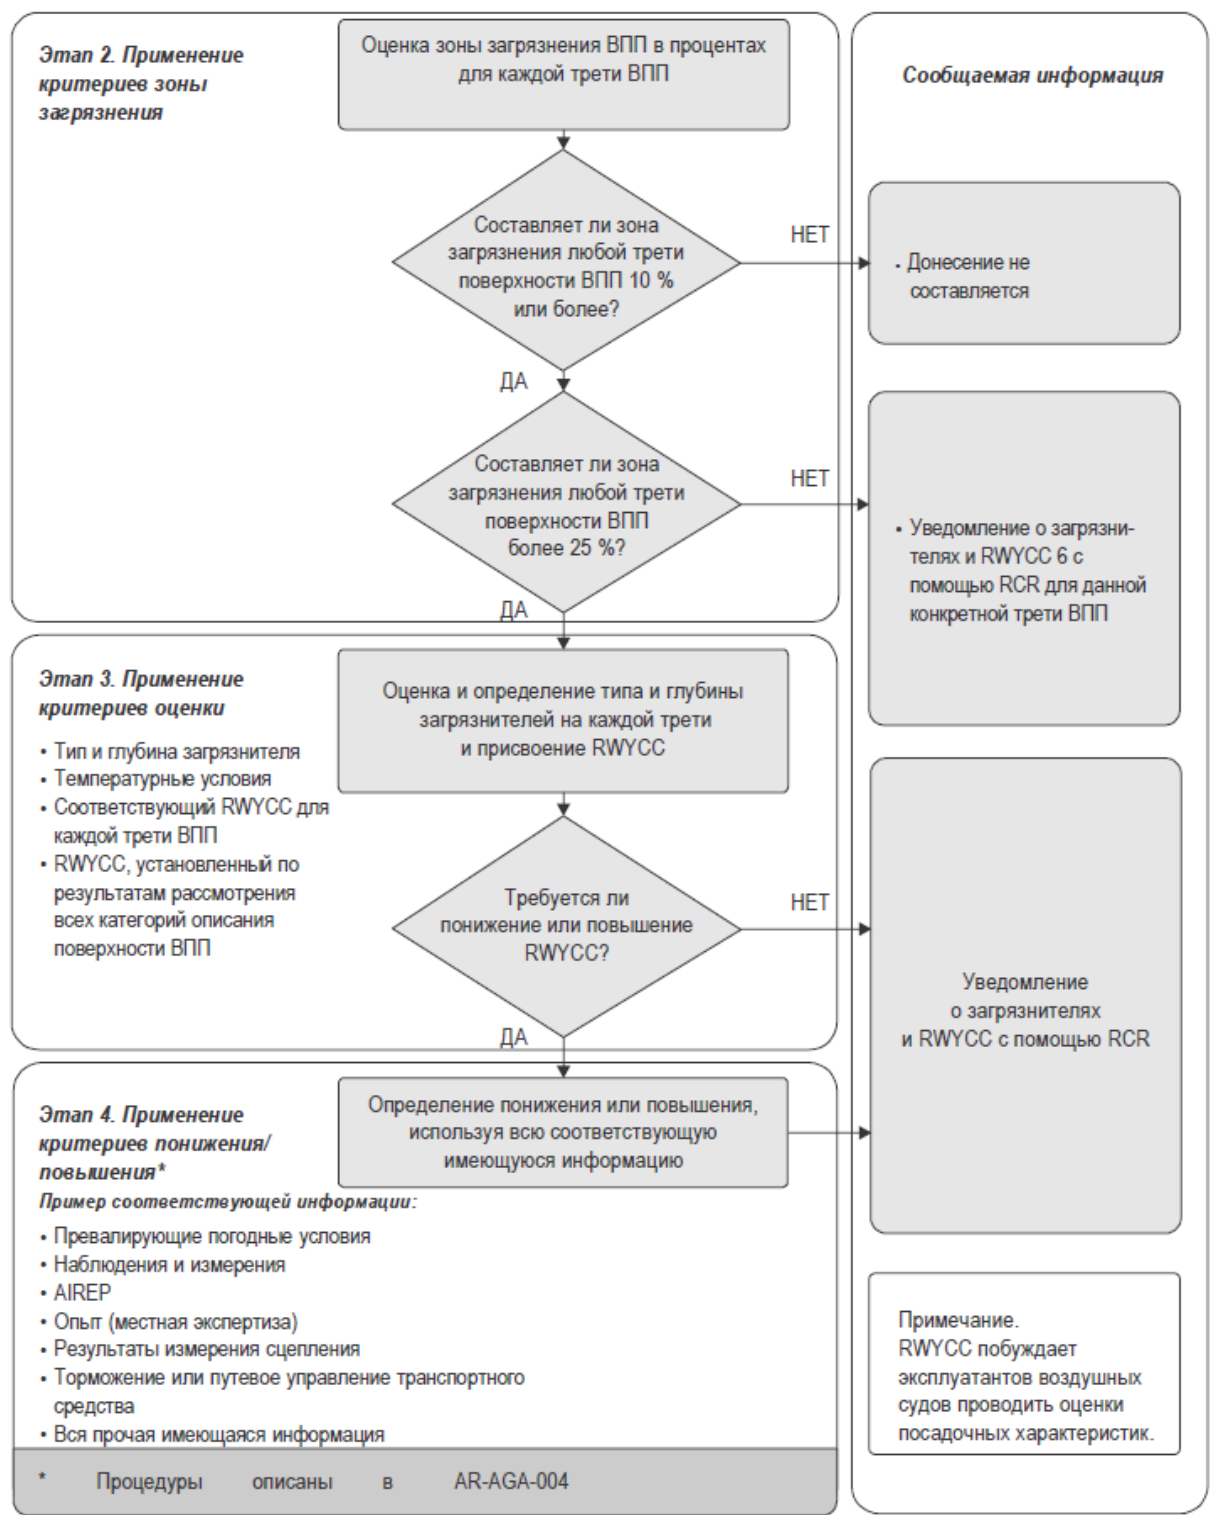 Этап 2. Применение
критериев зоны
загрязнения
Оценка зоны загрязнения ВПП в процентах
для каждой трети ВПП
Сообщаемая информация
Составляет ли зона
загрязнения любой трети
поверхности ВПП 10 %
или более?
НЕТ
- Донесение не
составляется
ДА
Составляет ли зона
загрязнения любой трети
поверхности ВПП
более 25 %?
НЕТ
• Уведомление о загрязни-
телях и RWYCC 6 с
помощью RCR для данной
конкретной трети ВПП
ДА
Этап 3. Применение
критериев оценки
• Тип и глубина загрязнителя
• Температурные условия
• Соответствующий RWYCC для
каждой трети ВПП
• RWYCC, установленный по
результатам рассмотрения
всех категорий описания
поверхности ВПП
Оценка и определение типа и глубины
загрязнителей на каждой трети
и присвоение RWYCC
Требуется ли
понижение или повышение
RWYCC?
НЕТ
Уведомление
о загрязнителях
и RWYCC с помощью RCR
ДА
Этап 4. Применение
критериев понижения/
повышения*
Пример соответствующей информации:
• Превалирующие погодные условия
• Наблюдения и измерения
• AIREP
• Опыт (местная экспертиза)
• Результаты измерения сцепления
• Торможение или путевое управление транспортного
средства
• Вся прочая имеющаяся информация
Определение понижения или повышения,
используя всю соответствующую
имеющуюся информацию
Примечание.
RWYCC побуждает
эксплуатантов воздушных
судов проводить оценки
посадочных характеристик.
* Процедуры описаны в AR-AGA-004